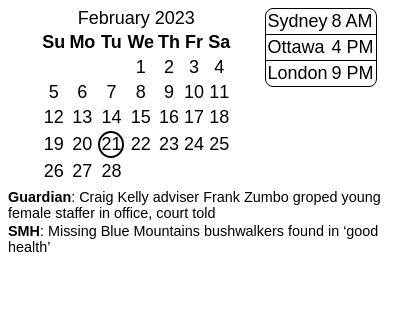 February 2023
Su Mo Tu We Th Fr Sa
1 2 3 4
5 6 7 8 9 10 11
12 13 14 15 16 17 18
19 20 21 22 23 24 25
26 27 28
Sydney 8 AM
Ottawa 4 PM
London 9 PM
Guardian: Craig Kelly adviser Frank Zumbo groped young
female staffer in office, court told
SMH: Missing Blue Mountains bushwalkers found in ‘good
health’